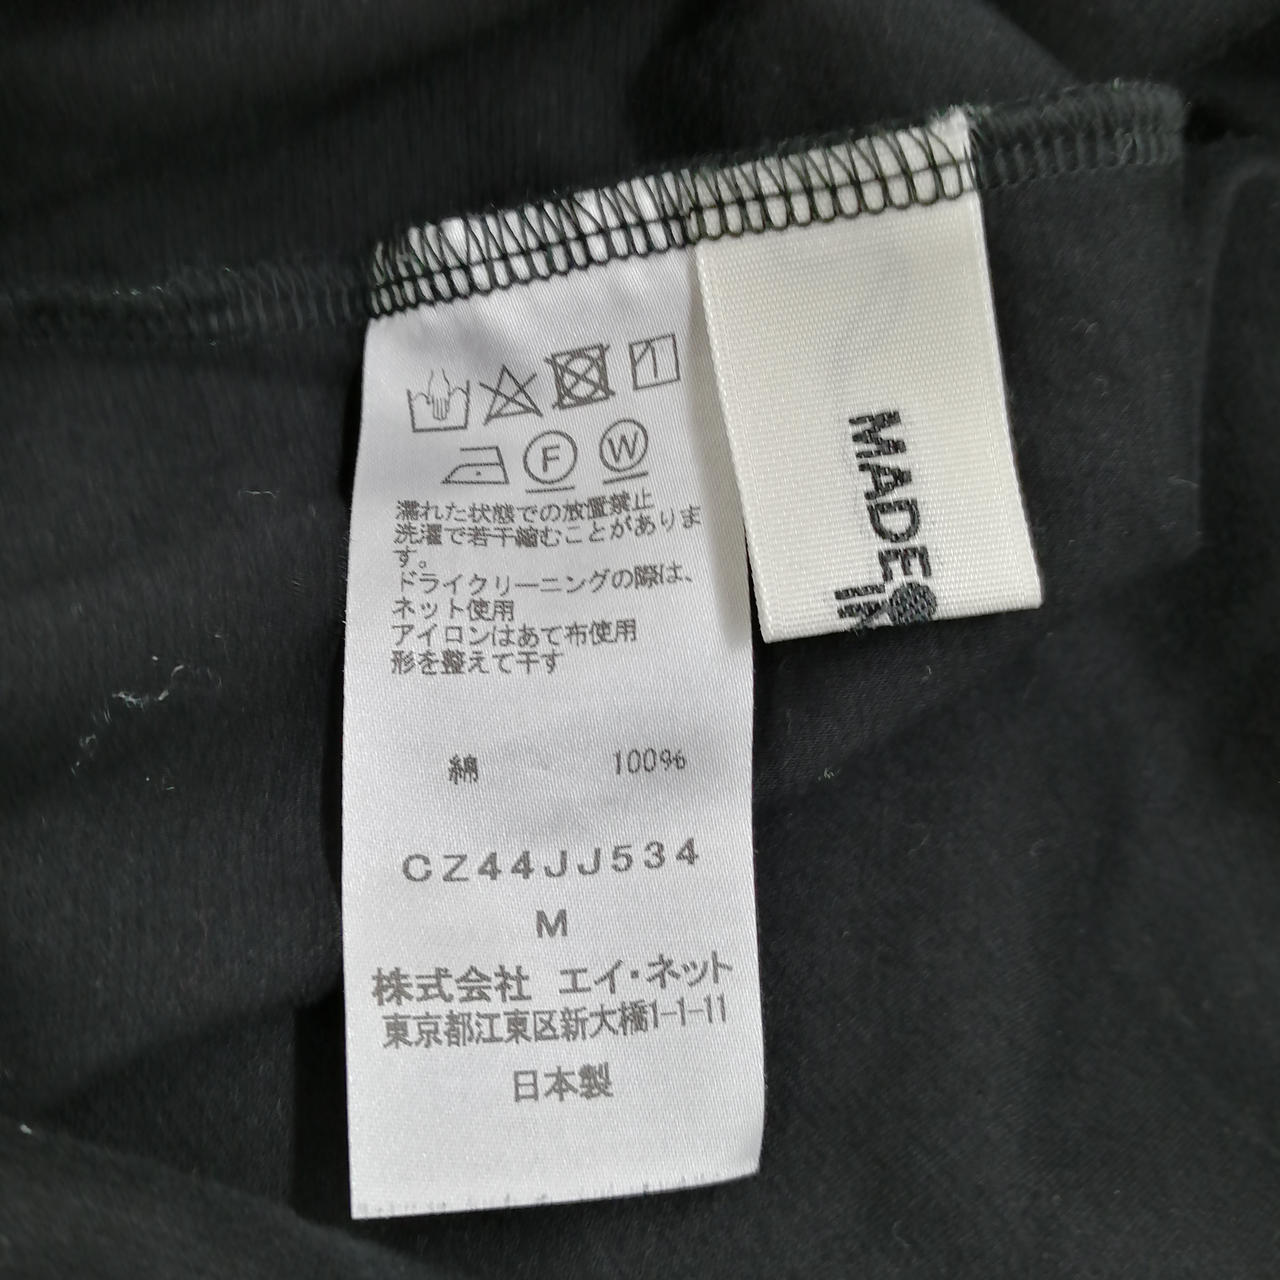 F W
濡れた状態での放置禁止
洗濯で若干縮むことがありま
す。
ドライクリーニングの際は、
ネット使用
アイロンはあて布使用
形を整えて干す
綿 100%
CZ44JJ534
M
株式会社 エイ・ネット
東京都江東区新大橋1-1-11
日本製
MADE
IN